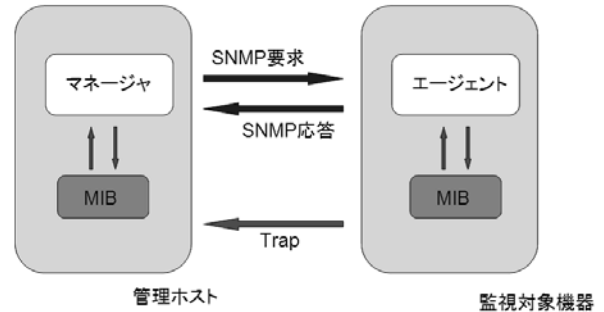 SNMP要求
マネージャ
エージェント
SNMP応答
MIB
MIB
Trap
管理ホスト
監視対象機器